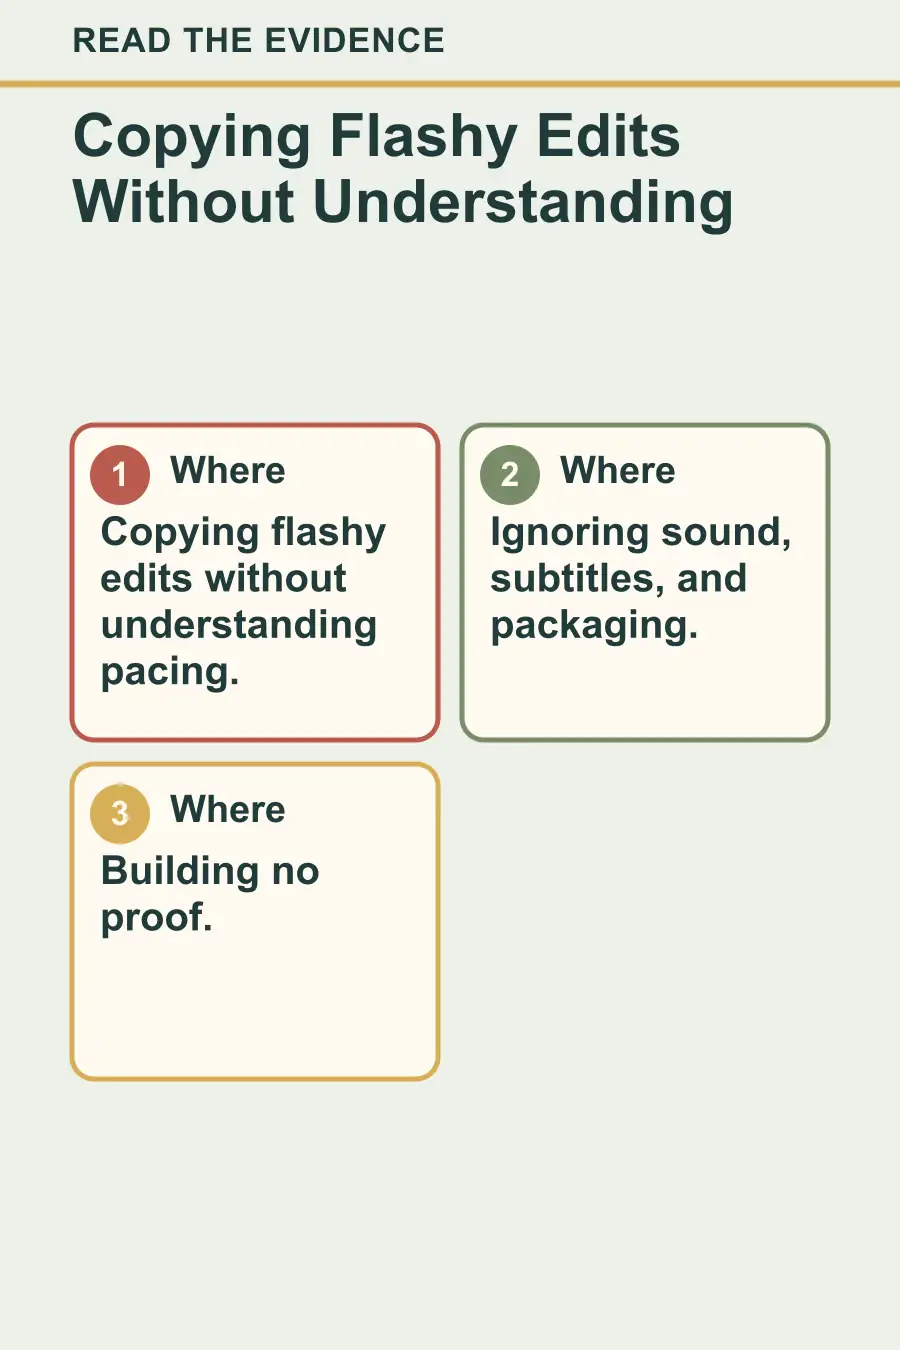 READ THE EVIDENCE
Copying Flashy Edits
Without Understanding
1 Where
Copying flashy
edits without
understanding
pacing.
2 Where
Ignoring sound,
subtitles, and
packaging.
3 Where
Building no
proof.